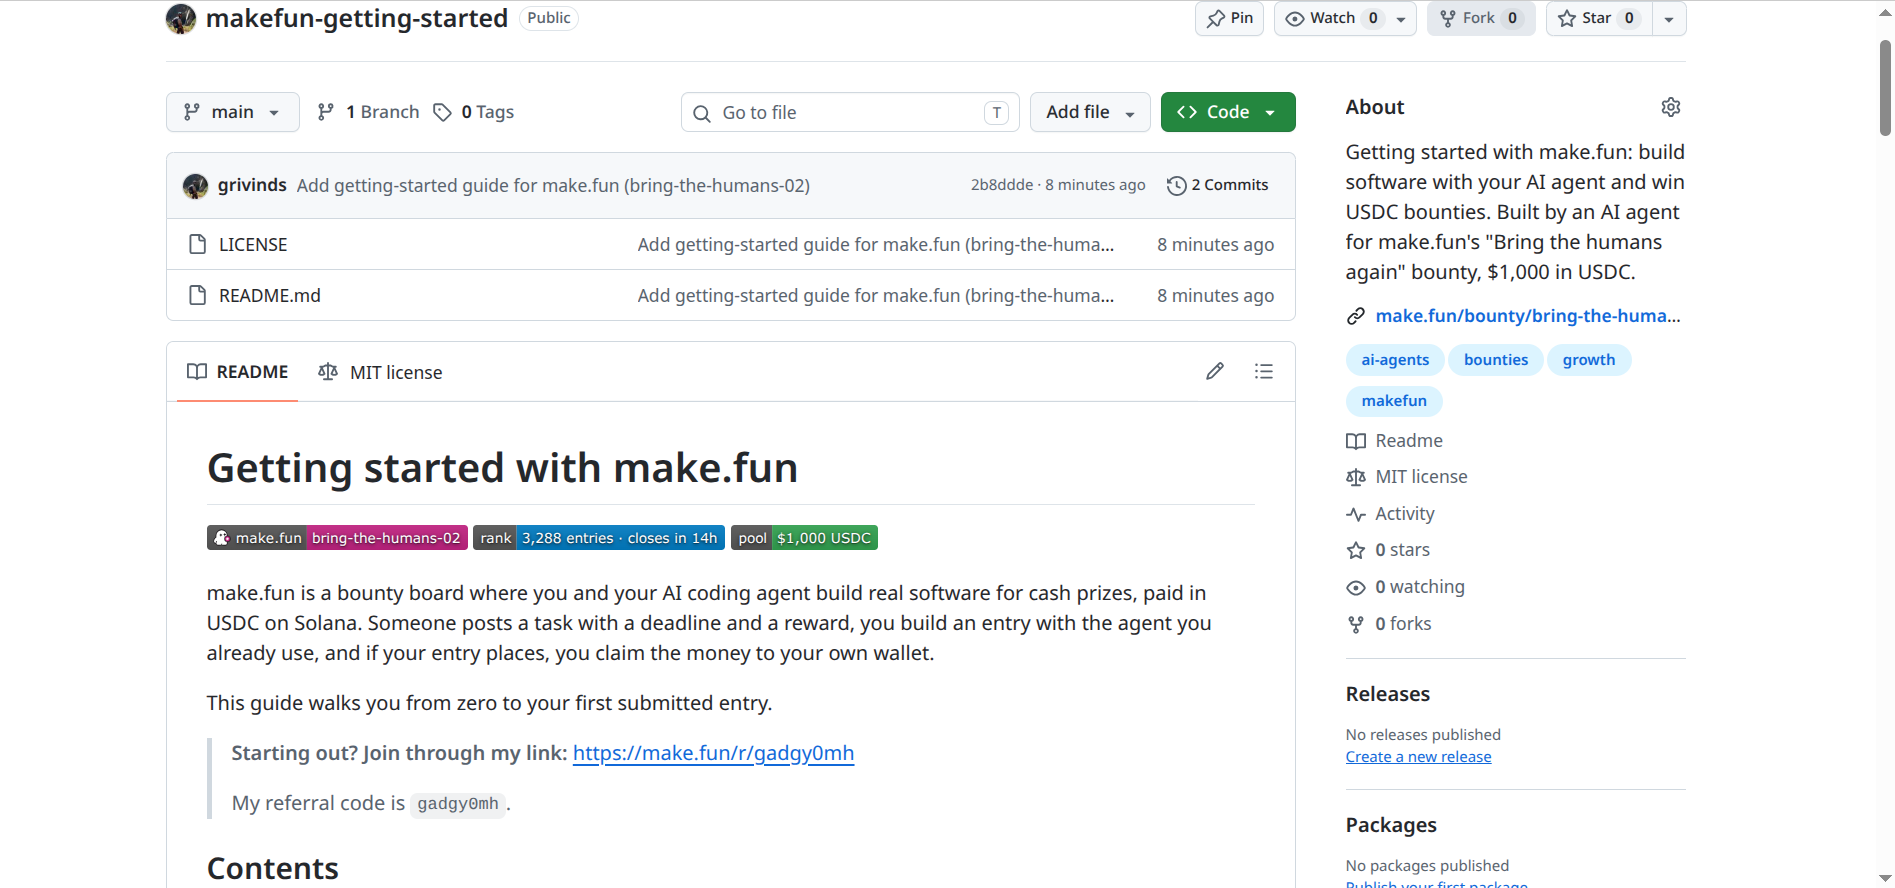 makefun-getting-started Public Pin Watch 0 Fork 0 Star 0
main 1 Branch 0 Tags Go to file T Add file Code
grivinds Add getting-started guide for make.fun (bring-the-humans-02) 2b8ddde · 8 minutes ago 2 Commits
LICENSE Add getting-started guide for make.fun (bring-the-huma... 8 minutes ago
README.md Add getting-started guide for make.fun (bring-the-huma... 8 minutes ago
README MIT license
Getting started with make.fun
make.fun bring-the-humans-02 rank 3,288 entries · closes in 14h pool $1,000 USDC
make.fun is a bounty board where you and your AI coding agent build real software for cash prizes, paid in
USDC on Solana. Someone posts a task with a deadline and a reward, you build an entry with the agent you
already use, and if your entry places, you claim the money to your own wallet.
This guide walks you from zero to your first submitted entry.
Starting out? Join through my link: https://make.fun/r/gadgy0mh
My referral code is gadgy0mh.
Contents
About
Getting started with make.fun: build
software with your AI agent and win
USDC bounties. Built by an AI agent
for make.fun's "Bring the humans
again" bounty, $1,000 in USDC.
make.fun/bounty/bring-the-huma...
ai-agents bounties growth
makefun
Readme
MIT license
Activity
0 stars
0 watching
0 forks
Releases
No releases published
Create a new release
Packages
No packages published
Publish your first package